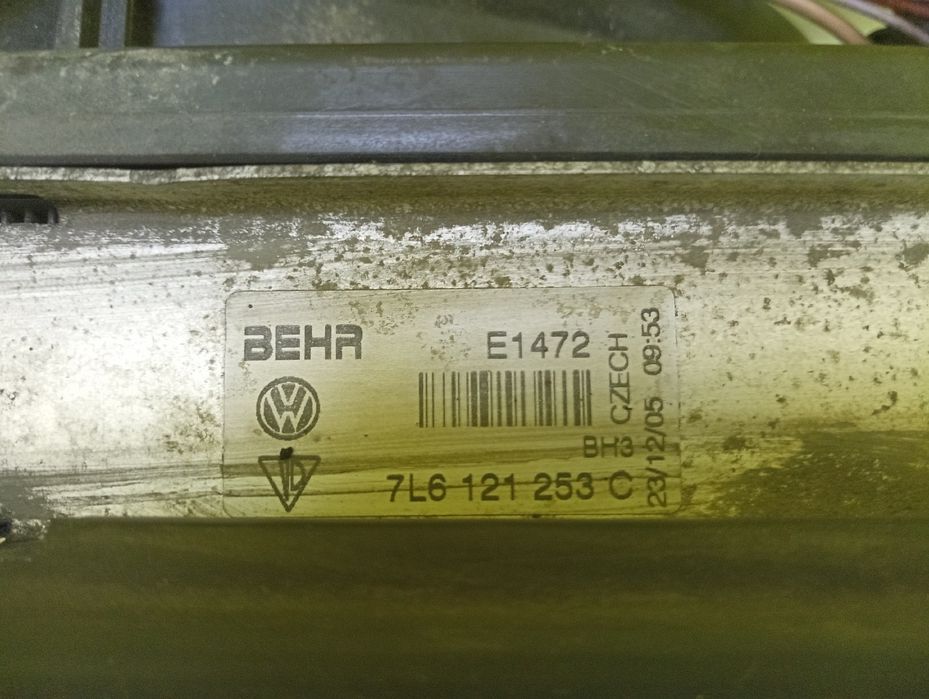 BEHR
E1472
CZECH
23/12/05 09:53
BH3
7L6 121 253 C